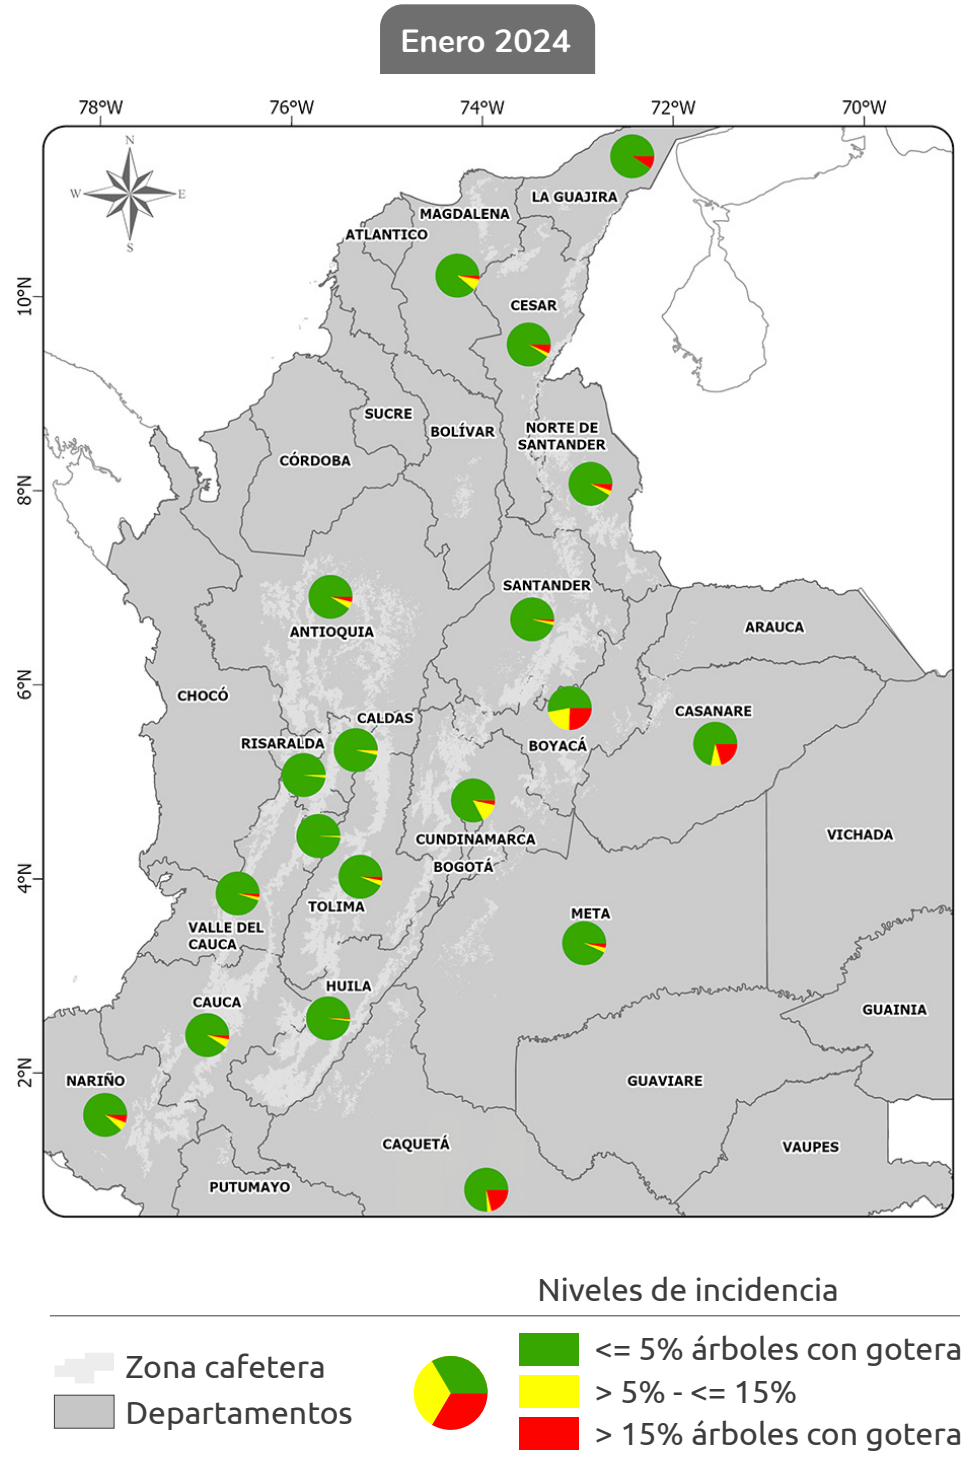 Enero 2024
78°W 76°W 74°W 72°W 70°W
N
W E
S
10°N
8°N
6°N
4°N
2°N
LA GUAJIRA
MAGDALENA
ATLANTICO
CESAR
SUCRE
BOLÍVAR
NORTE DE
SANTANDER
CÓRDOBA
SANTANDER
ANTIOQUIA
ARAUCA
CHOCÓ
CALDAS
CASANARE
RISARALDA
BOYACÁ
CUNDINAMARCA
VICHADA
BOGOTÁ
TOLIMA
META
VALLE DEL
CAUCA
HUILA
CAUCA
GUAINIA
NARIÑO
GUAVIARE
CAQUETÁ
VAUPES
PUTUMAYO
Niveles de incidencia
Zona cafetera
Departamentos
<= 5% árboles con gotera
> 5% - <= 15%
> 15% árboles con gotera